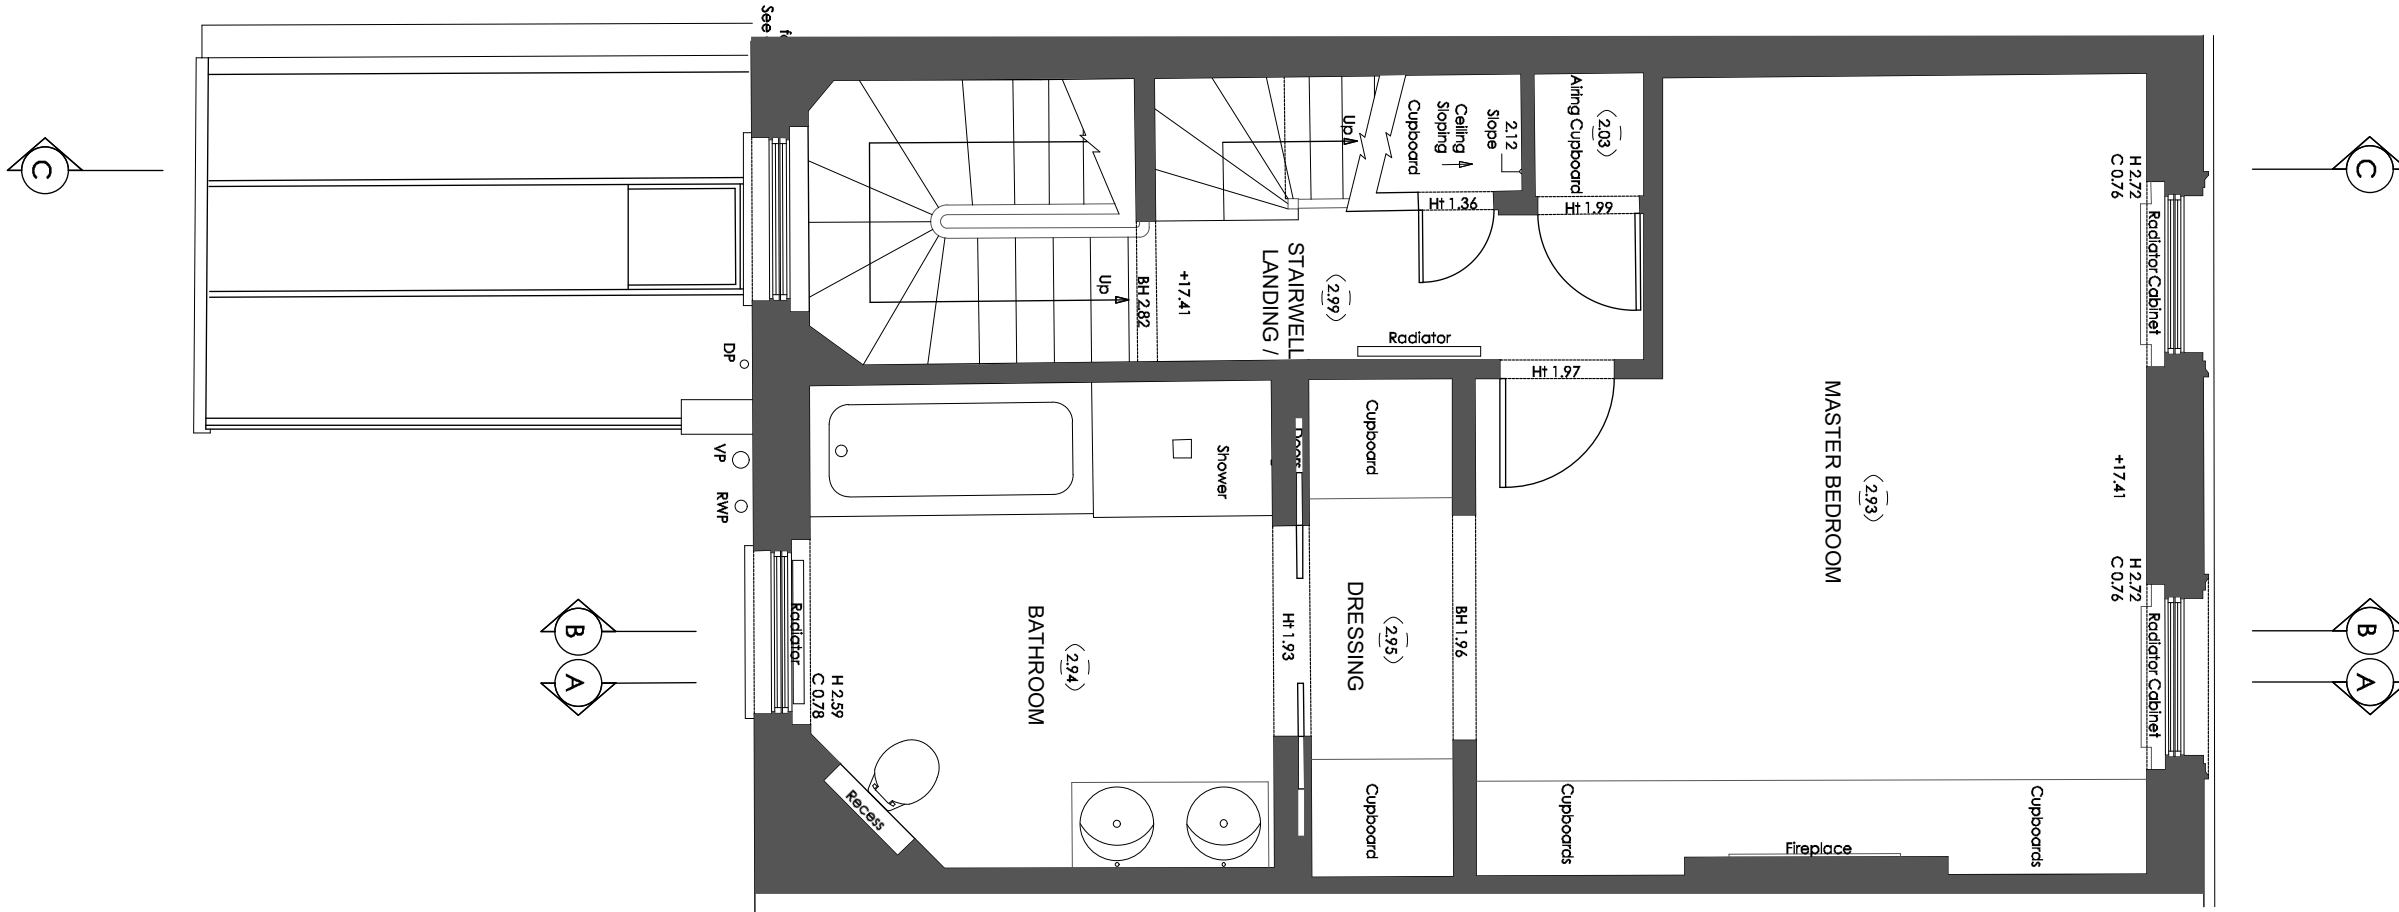 See
fo
C
C
Up
Up
Cupboard
Ceiling
Sloping
2.12
Slope
Airing Cupboard
(2.03)
Ht 1.36
Ht 1.99
H 2.72
C 0.76
Radiator Cabinet
BH 2.82
+17.41
STAIRWELL
LANDING /
(2.99)
Radiator
Ht 1.97
DP
VP
RWP
Shower
Doors
Cupboard
MASTER BEDROOM
(2.93)
+17.41
H 2.72
C 0.76
Radiator Cabinet
B
A
B
A
Radiator
H 2.59
C 0.78
BATHROOM
(2.94)
Ht 1.93
DRESSING
(2.95)
BH 1.96
Recess
Cupboard
Cupboards
Fireplace
Cupboards